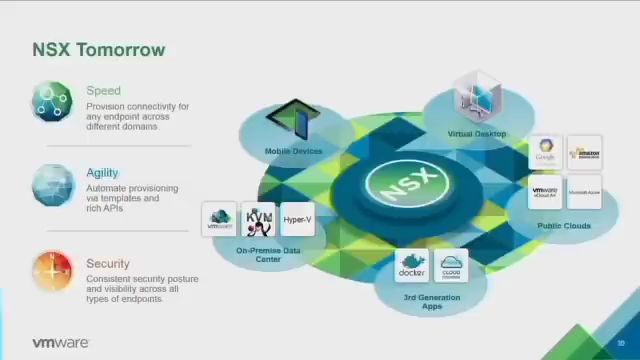 NSX Tomorrow
Speed
Provision connectivity for
any endpoint across
different domains.
Agility
Automate provisioning
via templates and
rich APIs
Security
Consistent security posture
and visibility across all
types of endpoints.
Mobile Devices
Virtual Desktop
NSX
Google
amazon
vmware
Public Clouds
vmware
KVM
Hyper-V
On-Premise Data
Center
docker
CLOUD
3rd Generation
Apps
vmware